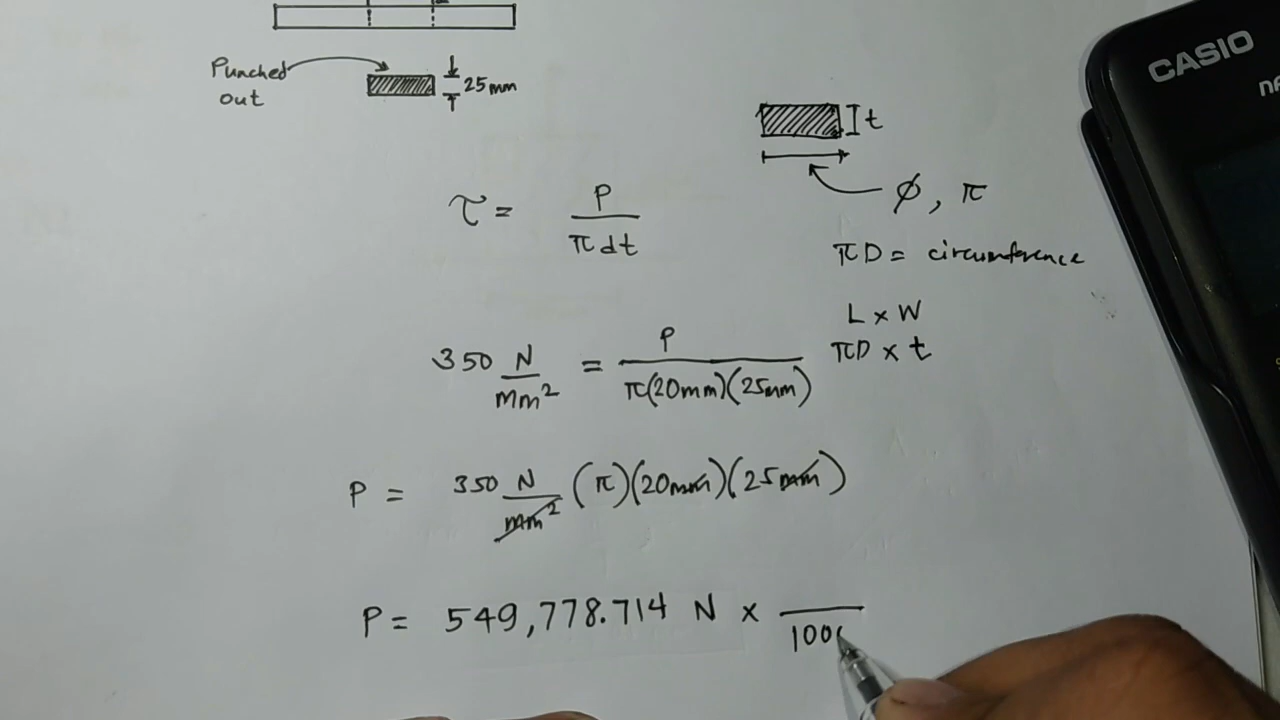 CASIO
Punched
out
25mm
t
ϕ, π
τ = P / πdt
πD = circumference
L × W
πD × t
350 N/mm² = P / π(20mm)(25mm)
P = 350 N/mm² (π)(20mm)(25mm)
P = 549,778.714 N × /100